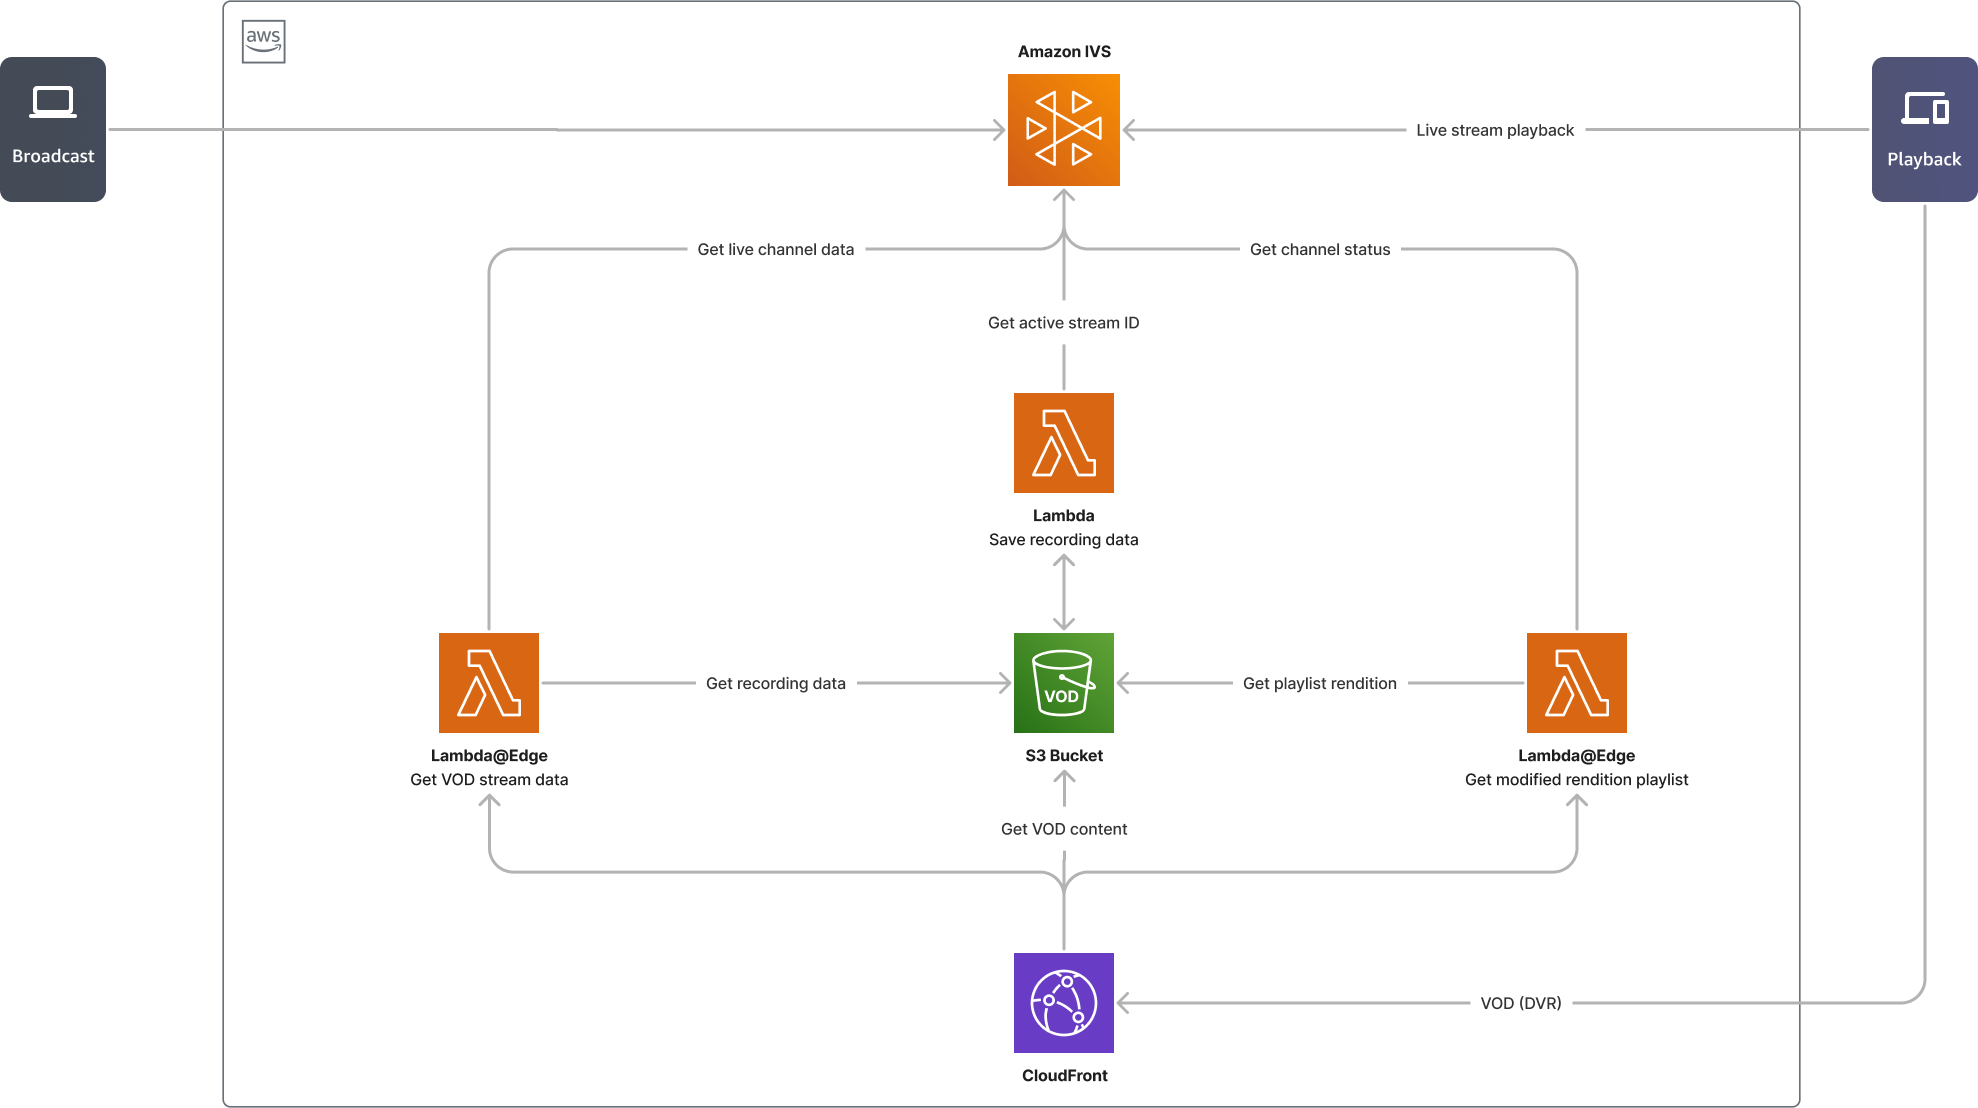 aws
Amazon IVS
Broadcast
Live stream playback
Playback
Get live channel data
Get channel status
Get active stream ID
Lambda
Save recording data
Get recording data
VOD
Get playlist rendition
Lambda@Edge
Get VOD stream data
S3 Bucket
Lambda@Edge
Get modified rendition playlist
Get VOD content
VOD (DVR)
CloudFront